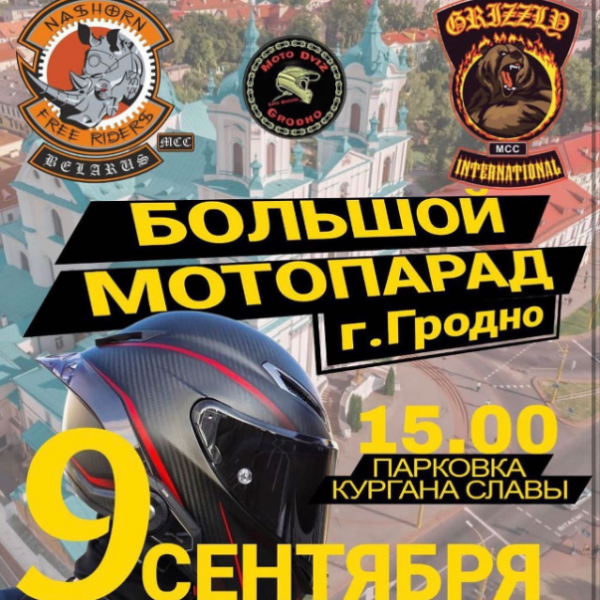 NASHORN
FREE RIDERS
BELARUS
MCC
MOTO DVIZ
GRODNO
GRIZZLY
MCC
INTERNATIONAL
БОЛЬШОЙ
МОТОПАРАД
г.Гродно
15.00
ПАРКОВКА
КУРГАНА СЛАВЫ
9
СЕНТЯБРЯ